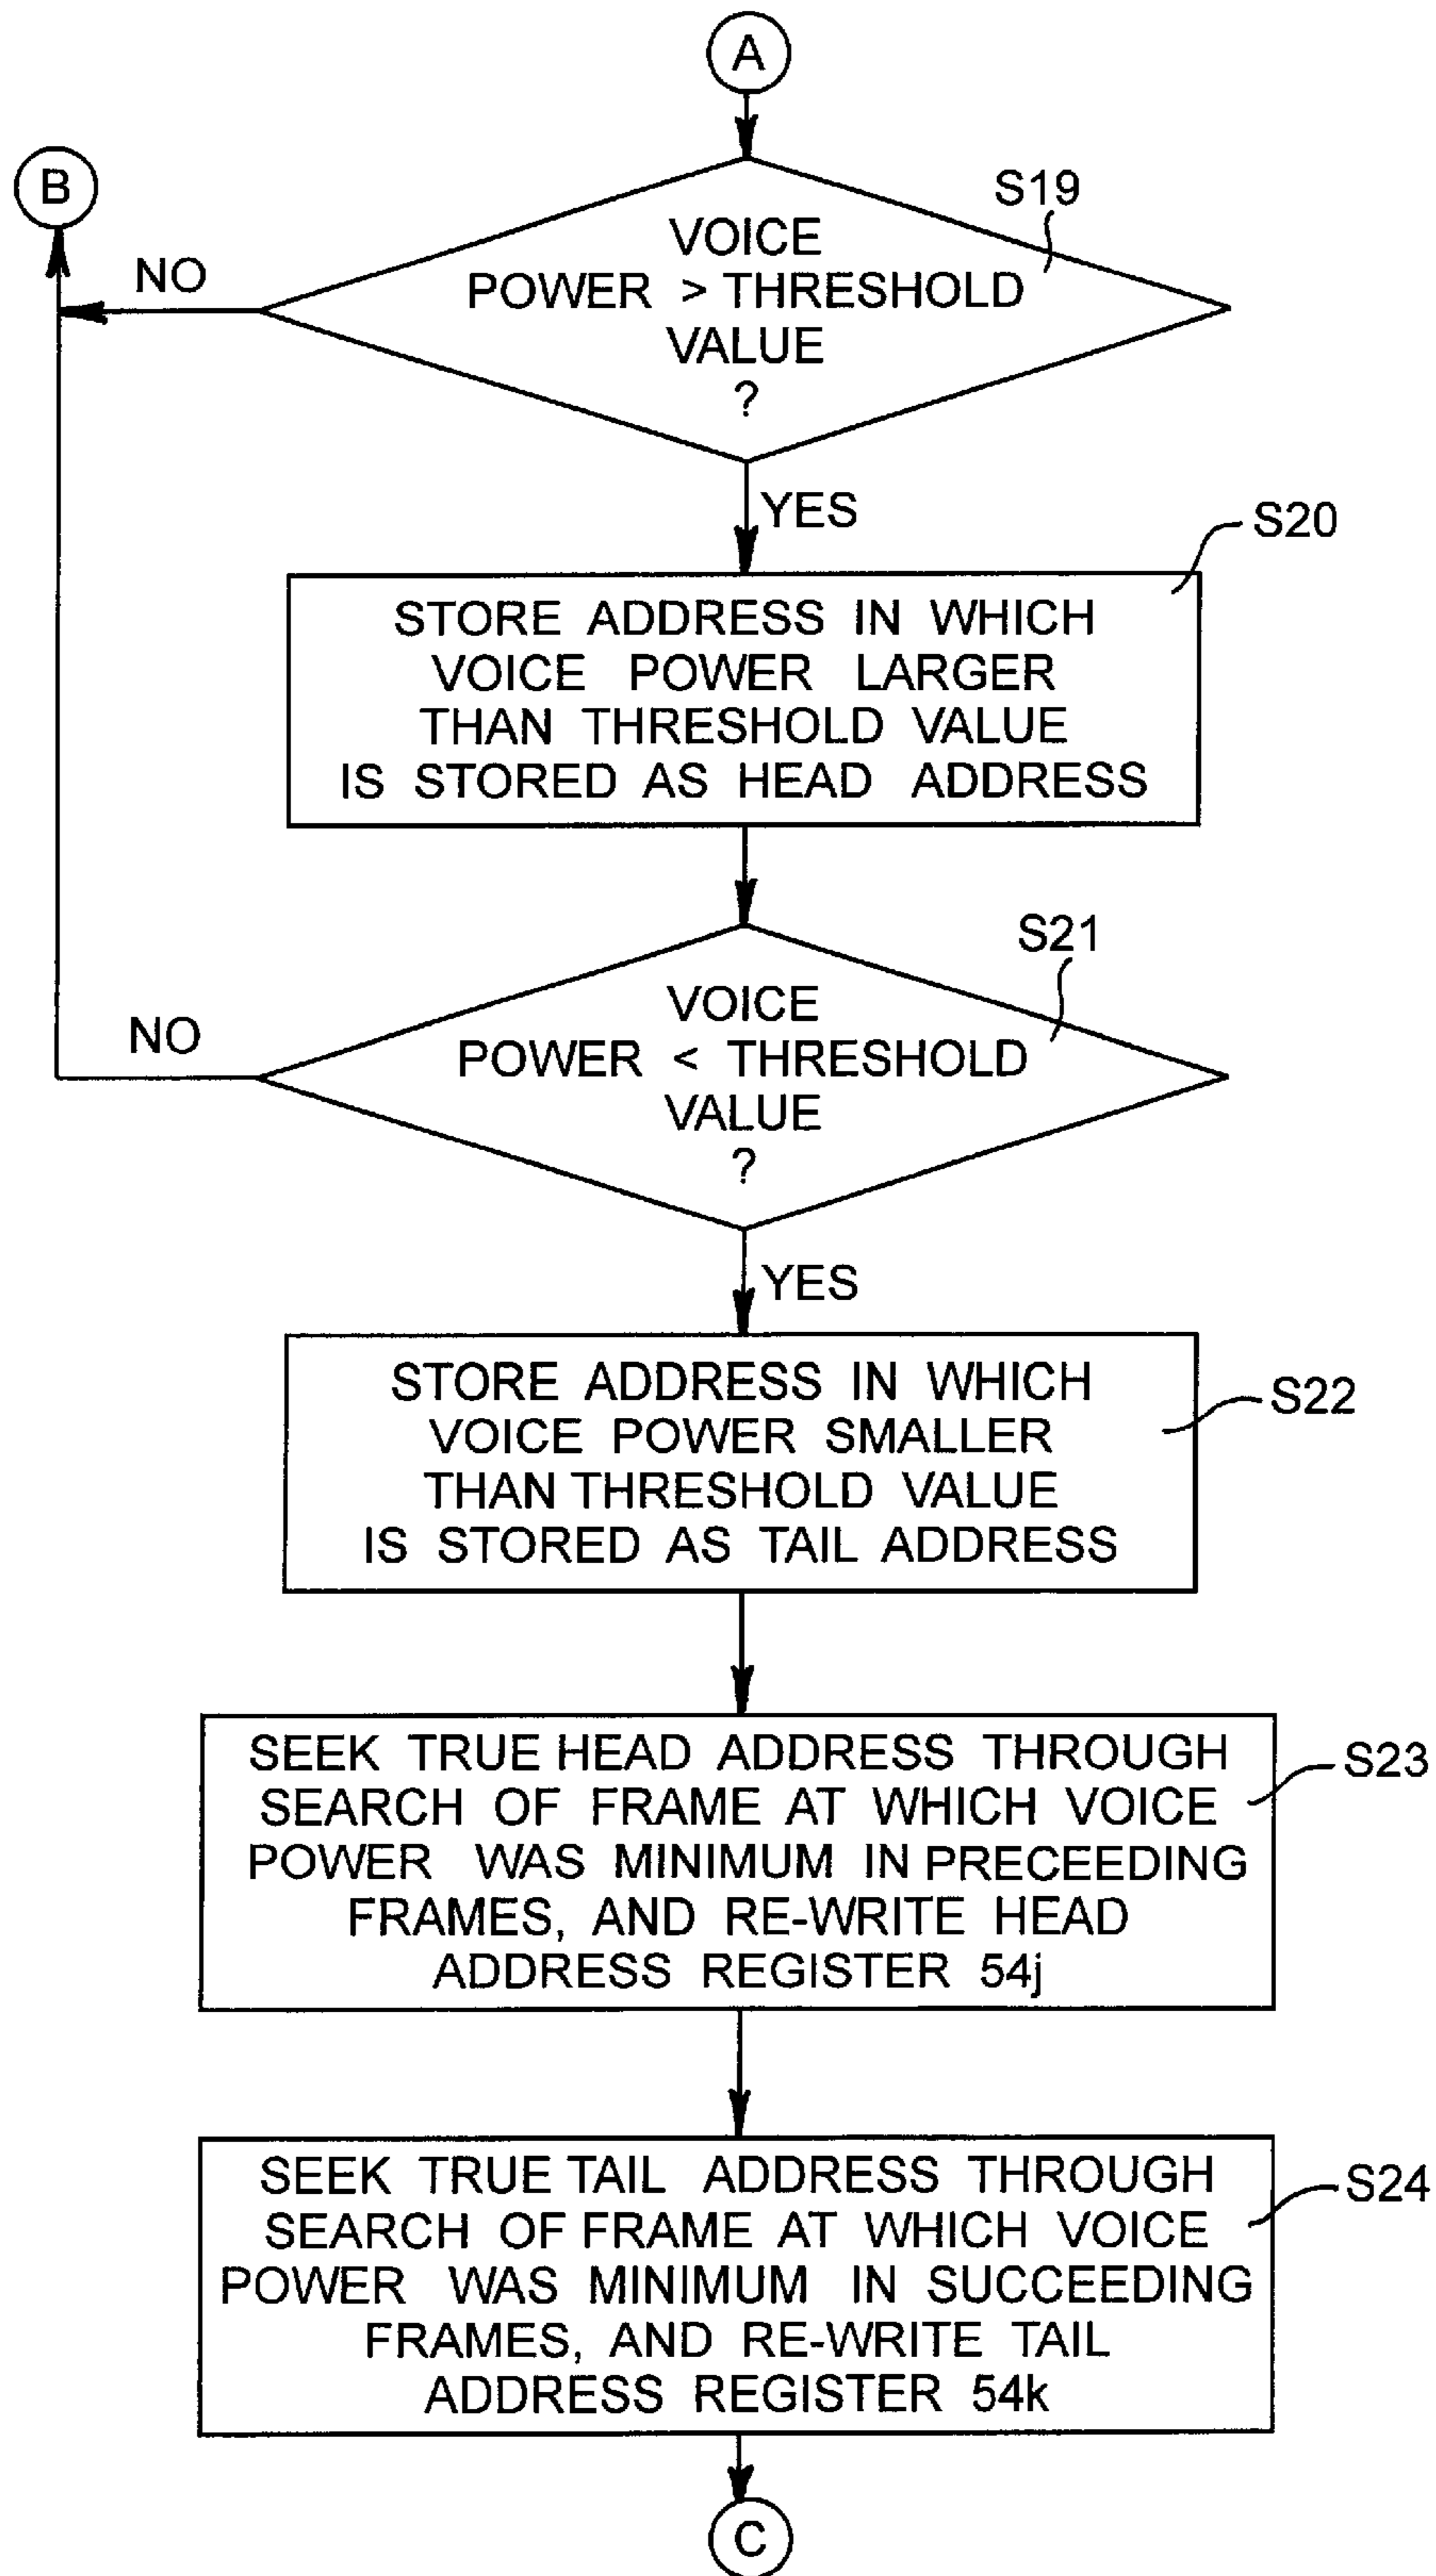 A
B
S19
VOICE
POWER > THRESHOLD
VALUE
?
NO
YES
S20
STORE ADDRESS IN WHICH
VOICE POWER LARGER
THAN THRESHOLD VALUE
IS STORED AS HEAD ADDRESS
S21
VOICE
POWER < THRESHOLD
VALUE
?
NO
YES
S22
STORE ADDRESS IN WHICH
VOICE POWER SMALLER
THAN THRESHOLD VALUE
IS STORED AS TAIL ADDRESS
S23
SEEK TRUE HEAD ADDRESS THROUGH
SEARCH OF FRAME AT WHICH VOICE
POWER WAS MINIMUM IN PRECEEDING
FRAMES, AND RE-WRITE HEAD
ADDRESS REGISTER 54j
S24
SEEK TRUE TAIL ADDRESS THROUGH
SEARCH OF FRAME AT WHICH VOICE
POWER WAS MINIMUM IN SUCCEEDING
FRAMES, AND RE-WRITE TAIL
ADDRESS REGISTER 54k
C